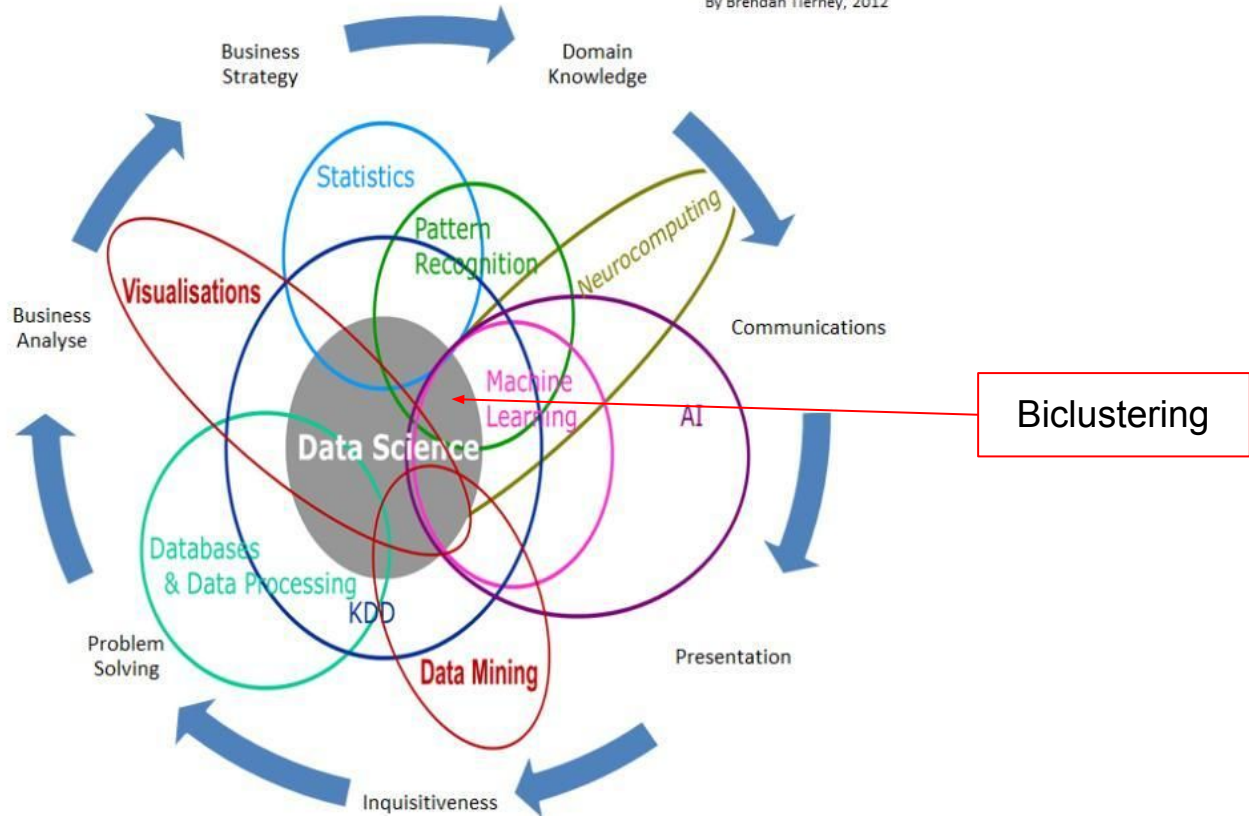 By Brendan Tierney, 2012
Business
Strategy
Domain
Knowledge
Statistics
Pattern
Recognition
Neurocomputing
Visualisations
Business
Analyse
Communications
Machine
Learning
AI
Biclustering
Data Science
Databases
& Data Processing
KDD
Problem
Solving
Data Mining
Presentation
Inquisitiveness